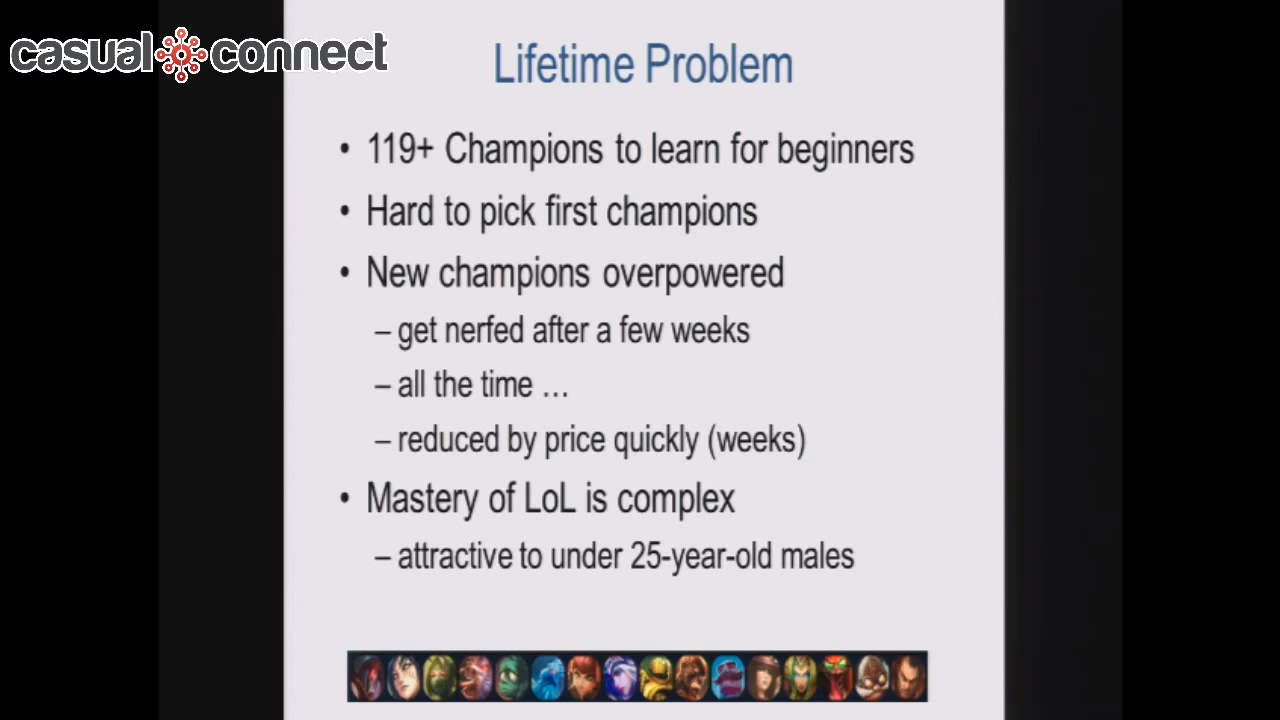 casual connect
Lifetime Problem
• 119+ Champions to learn for beginners
• Hard to pick first champions
• New champions overpowered
– get nerfed after a few weeks
– all the time …
– reduced by price quickly (weeks)
• Mastery of LoL is complex
– attractive to under 25-year-old males